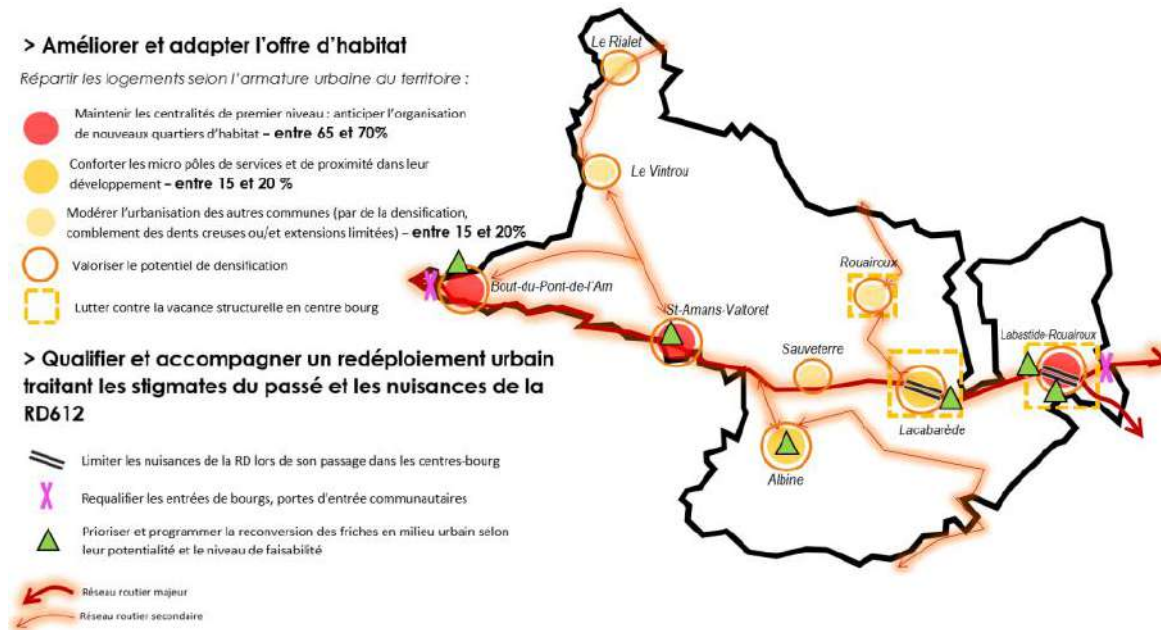 > Améliorer et adapter l'offre d'habitat
Répartir les logements selon l'armature urbaine du territoire :
Maintenir les centralités de premier niveau : anticiper l'organisation
de nouveaux quartiers d'habitat – entre 65 et 70%
Conforter les micro pôles de services et de proximité dans leur
développement – entre 15 et 20 %
Modérer l'urbanisation des autres communes (par de la densification,
comblement des dents creuses ou/et extensions limitées) – entre 15 et 20%
Valoriser le potentiel de densification
Lutter contre la vacance structurelle en centre bourg
> Qualifier et accompagner un redéploiement urbain
traitant les stigmates du passé et les nuisances de la
RD612
Limiter les nuisances de la RD lors de son passage dans les centres-bourg
Requalifier les entrées de bourgs, portes d'entrée communautaires
Prioriser et programmer la reconversion des friches en milieu urbain selon
leur potentialité et le niveau de faisabilité
Réseau routier majeur
Réseau routier secondaire
Le Rialet
Le Vintrou
Bout-du-Pont-de-l'Arn
St-Amans-Valtoret
Rouairoux
Sauveterre
Labastide-Rouairoux
Lacabarède
Albine